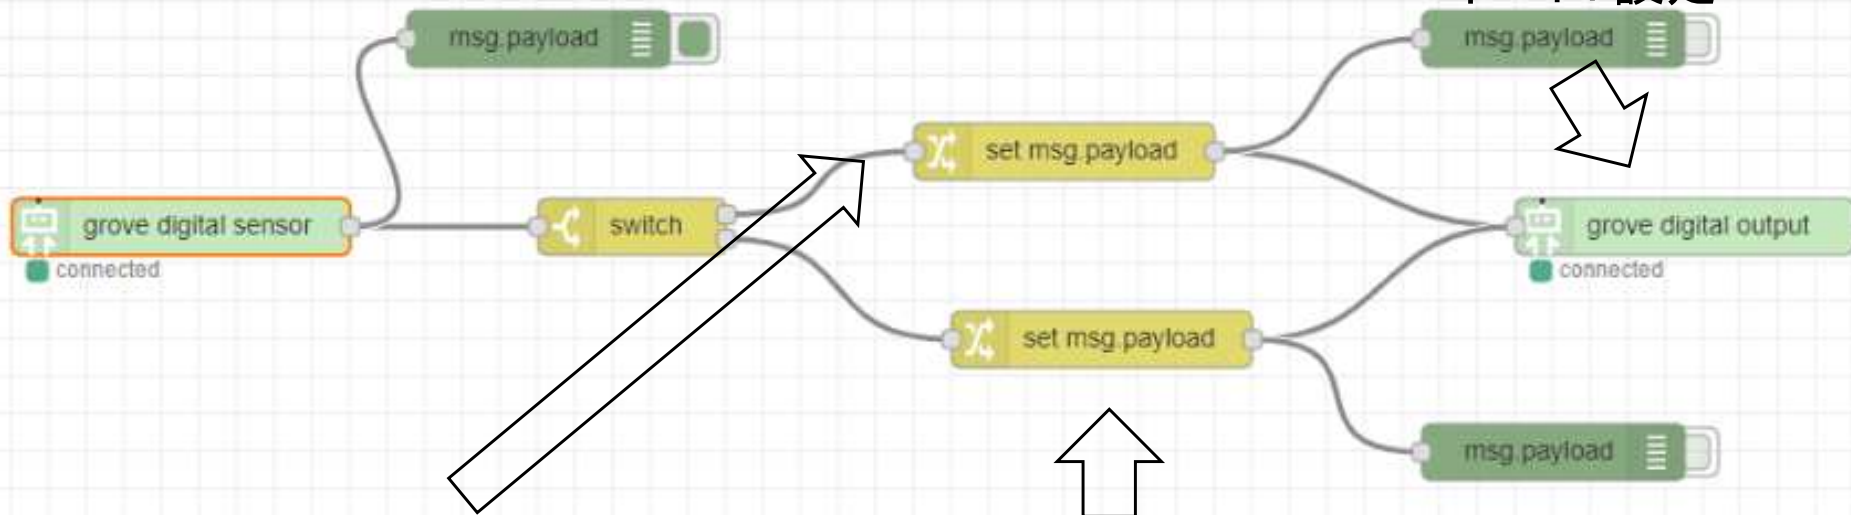 msg.payload
msg.payload
set msg.payload
grove digital sensor
switch
grove digital output
connected
connected
set msg.payload
msg.payload